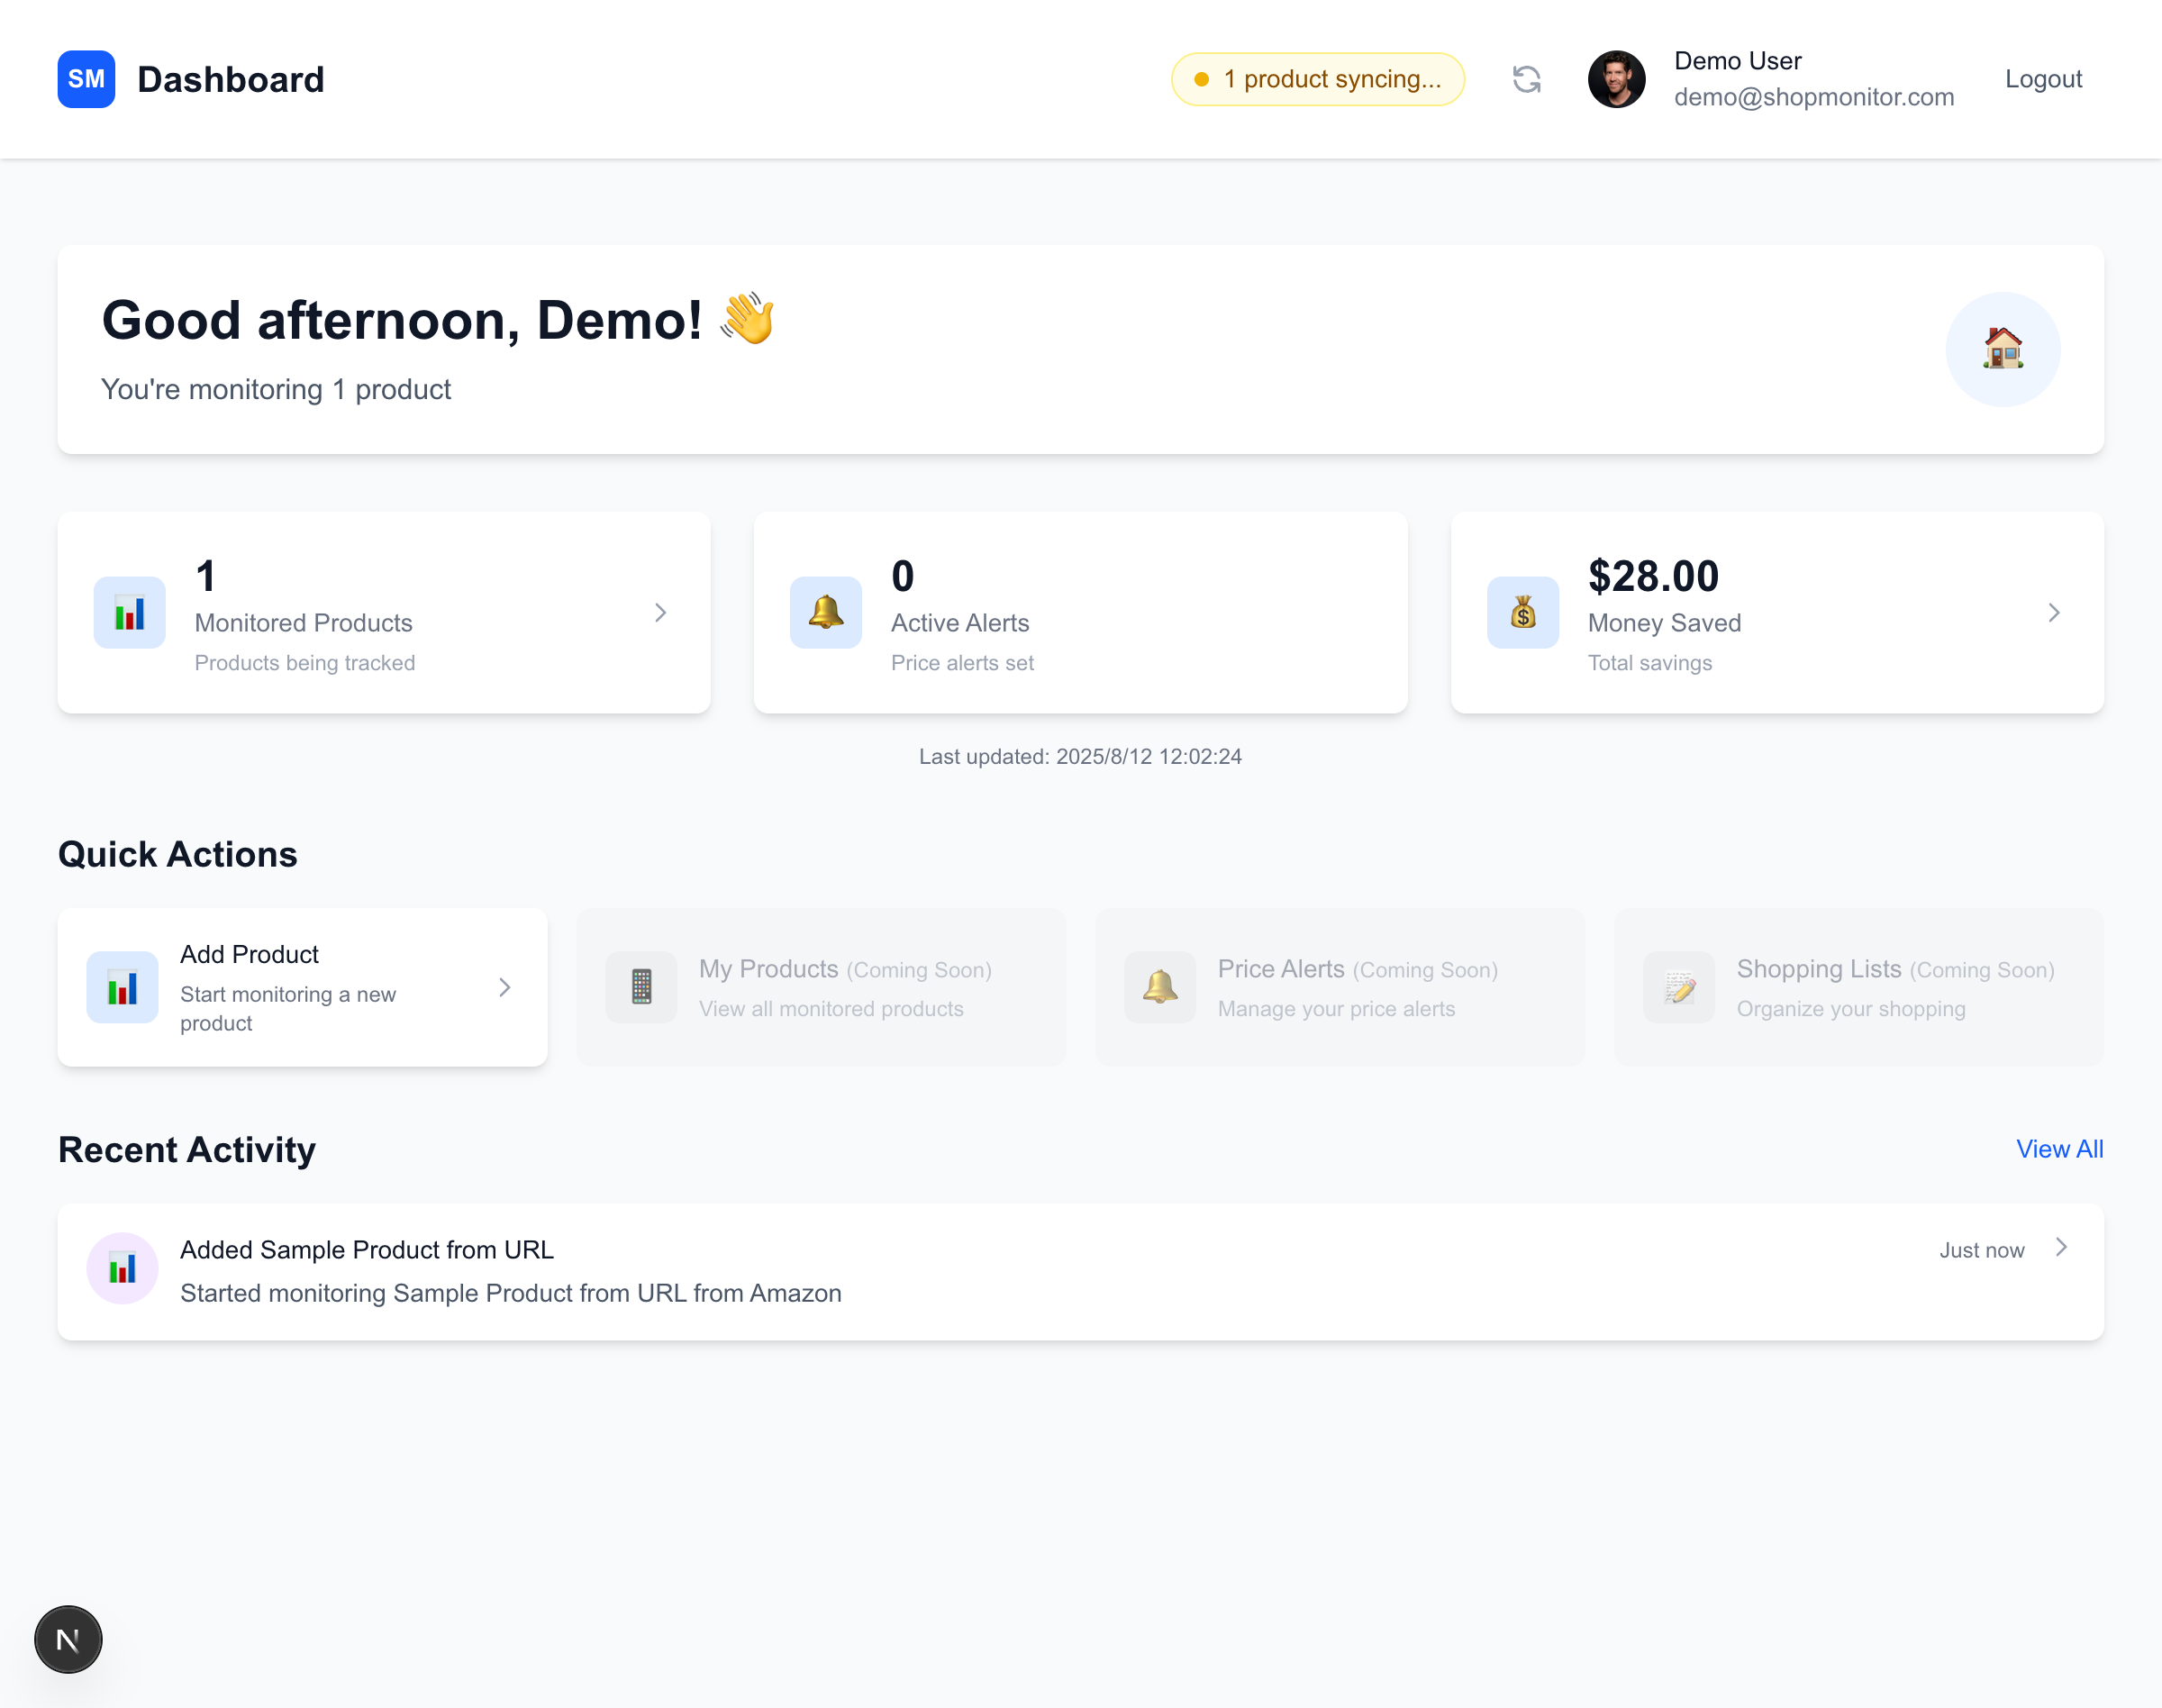 SM
Dashboard
1 product syncing...
Demo User
demo@shopmonitor.com
Logout
Good afternoon, Demo! 👋
You're monitoring 1 product
1
Monitored Products
Products being tracked
0
Active Alerts
Price alerts set
$28.00
Money Saved
Total savings
Last updated: 2025/8/12 12:02:24
Quick Actions
Add Product
Start monitoring a new
product
My Products (Coming Soon)
View all monitored products
Price Alerts (Coming Soon)
Manage your price alerts
Shopping Lists (Coming Soon)
Organize your shopping
Recent Activity
View All
Added Sample Product from URL
Just now
Started monitoring Sample Product from URL from Amazon
N